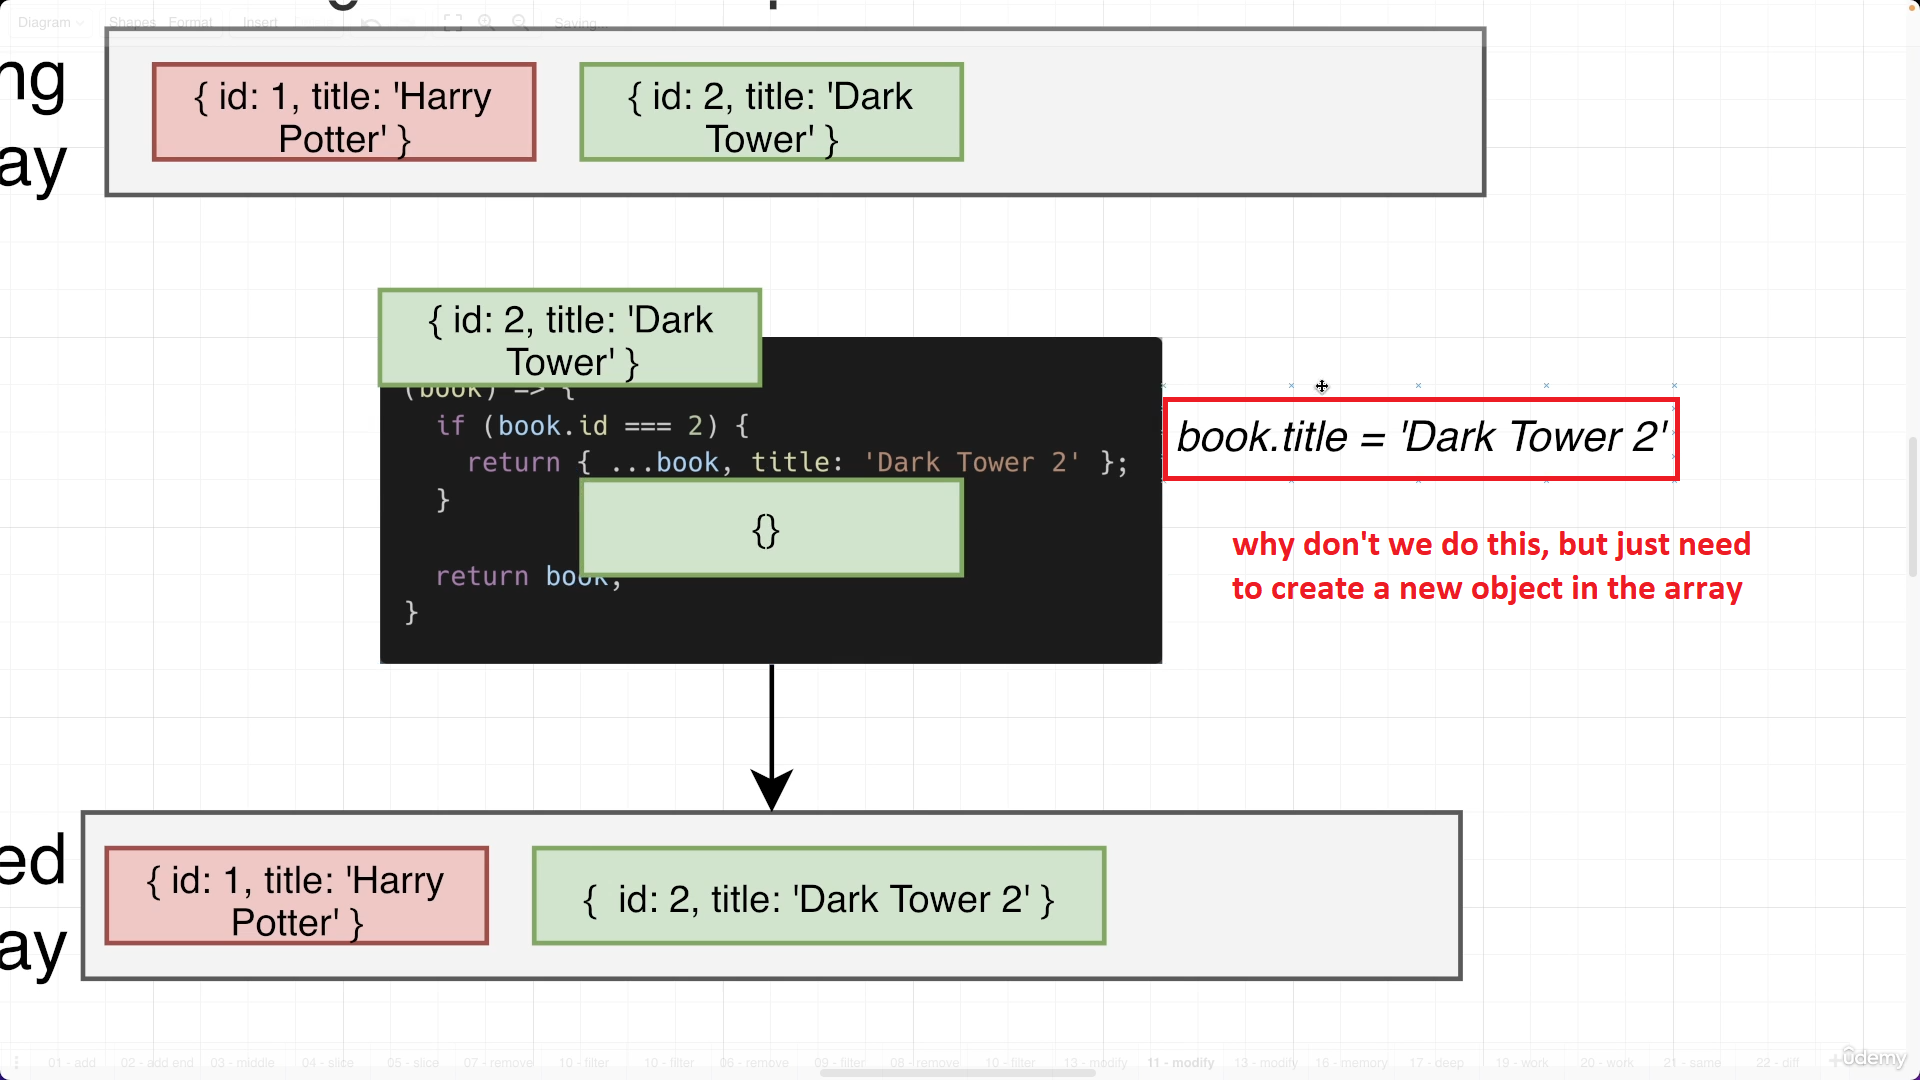 Diagram Shapes Format Insert Saving...
ng
ay
{ id: 1, title: 'Harry
Potter' }
{ id: 2, title: 'Dark
Tower' }
{ id: 2, title: 'Dark
Tower' }
(book) => {
if (book.id === 2) {
return { ...book, title: 'Dark Tower 2' };
}
{}
return book;
}
book.title = 'Dark Tower 2'
why don't we do this, but just need
to create a new object in the array
ed
ay
{ id: 1, title: 'Harry
Potter' }
{ id: 2, title: 'Dark Tower 2' }
01 - add 02 - add end 03 - middle 04 - slice 05 - slice 07 - remove 10 - filter 10 - filter 06 - remove 09 - filter 08 - remove 10 - filter 13 - modify 11 - modify 13 - modify 16 - memory 17 - deep 19 - work 20 - work 21 - same 22 - diff
ûdemy